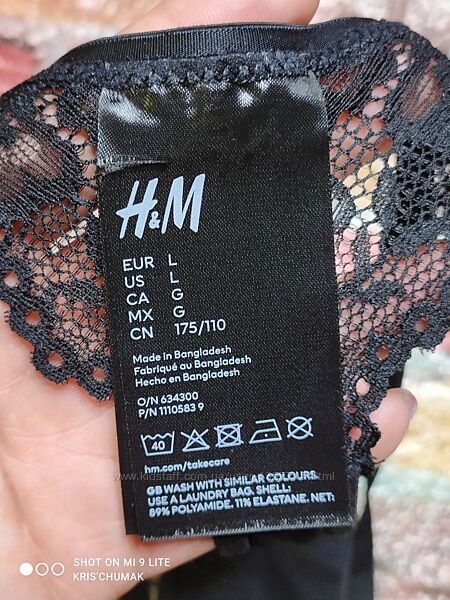 H&M
EUR L
US L
CA G
MX G
CN 175/110
Made in Bangladesh
Fabriqué au Bangladesh
Hecho en Bangladesh
O/N 634300
P/N 1110583 9
40
hm.com/takecare
GB WASH WITH SIMILAR COLOURS.
USE A LAUNDRY BAG. SHELL:
89% POLYAMIDE. 11% ELASTANE. NET:
SHOT ON MI 9 LITE
KRIS'CHUMAK